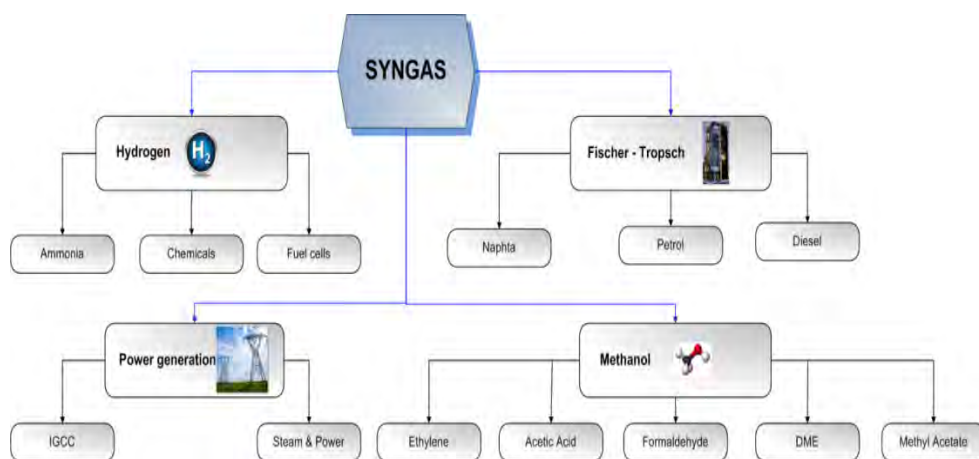 SYNGAS
Hydrogen
H2
Fischer - Tropsch
Ammonia
Chemicals
Fuel cells
Naphta
Petrol
Diesel
Power generation
Methanol
IGCC
Steam & Power
Ethylene
Acetic Acid
Formaldehyde
DME
Methyl Acetate